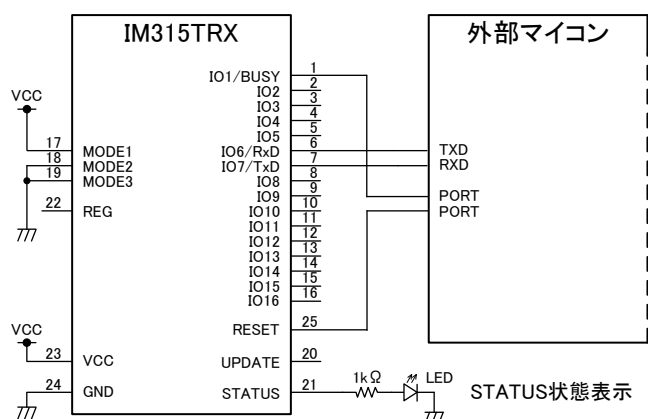 IM315TRX
外部マイコン
VCC
17 MODE1
18 MODE2
19 MODE3
22 REG
VCC
23 VCC
24 GND
IO1/BUSY 1
IO2 2
IO3 3
IO4 4
IO5 5
IO6/RxD 6
IO7/TxD 7
IO8 8
IO9 9
IO10 10
IO11 11
IO12 12
IO13 13
IO14 14
IO15 15
IO16 16
RESET 25
UPDATE 20
STATUS 21
TXD
RXD
PORT
PORT
1kΩ
LED
STATUS状態表示